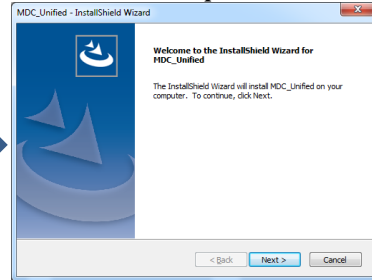 MDC_Unified - InstallShield Wizard
Welcome to the InstallShield Wizard for
MDC_Unified
The InstallShield Wizard will install MDC_Unified on your
computer. To continue, click Next.
< Back
Next >
Cancel